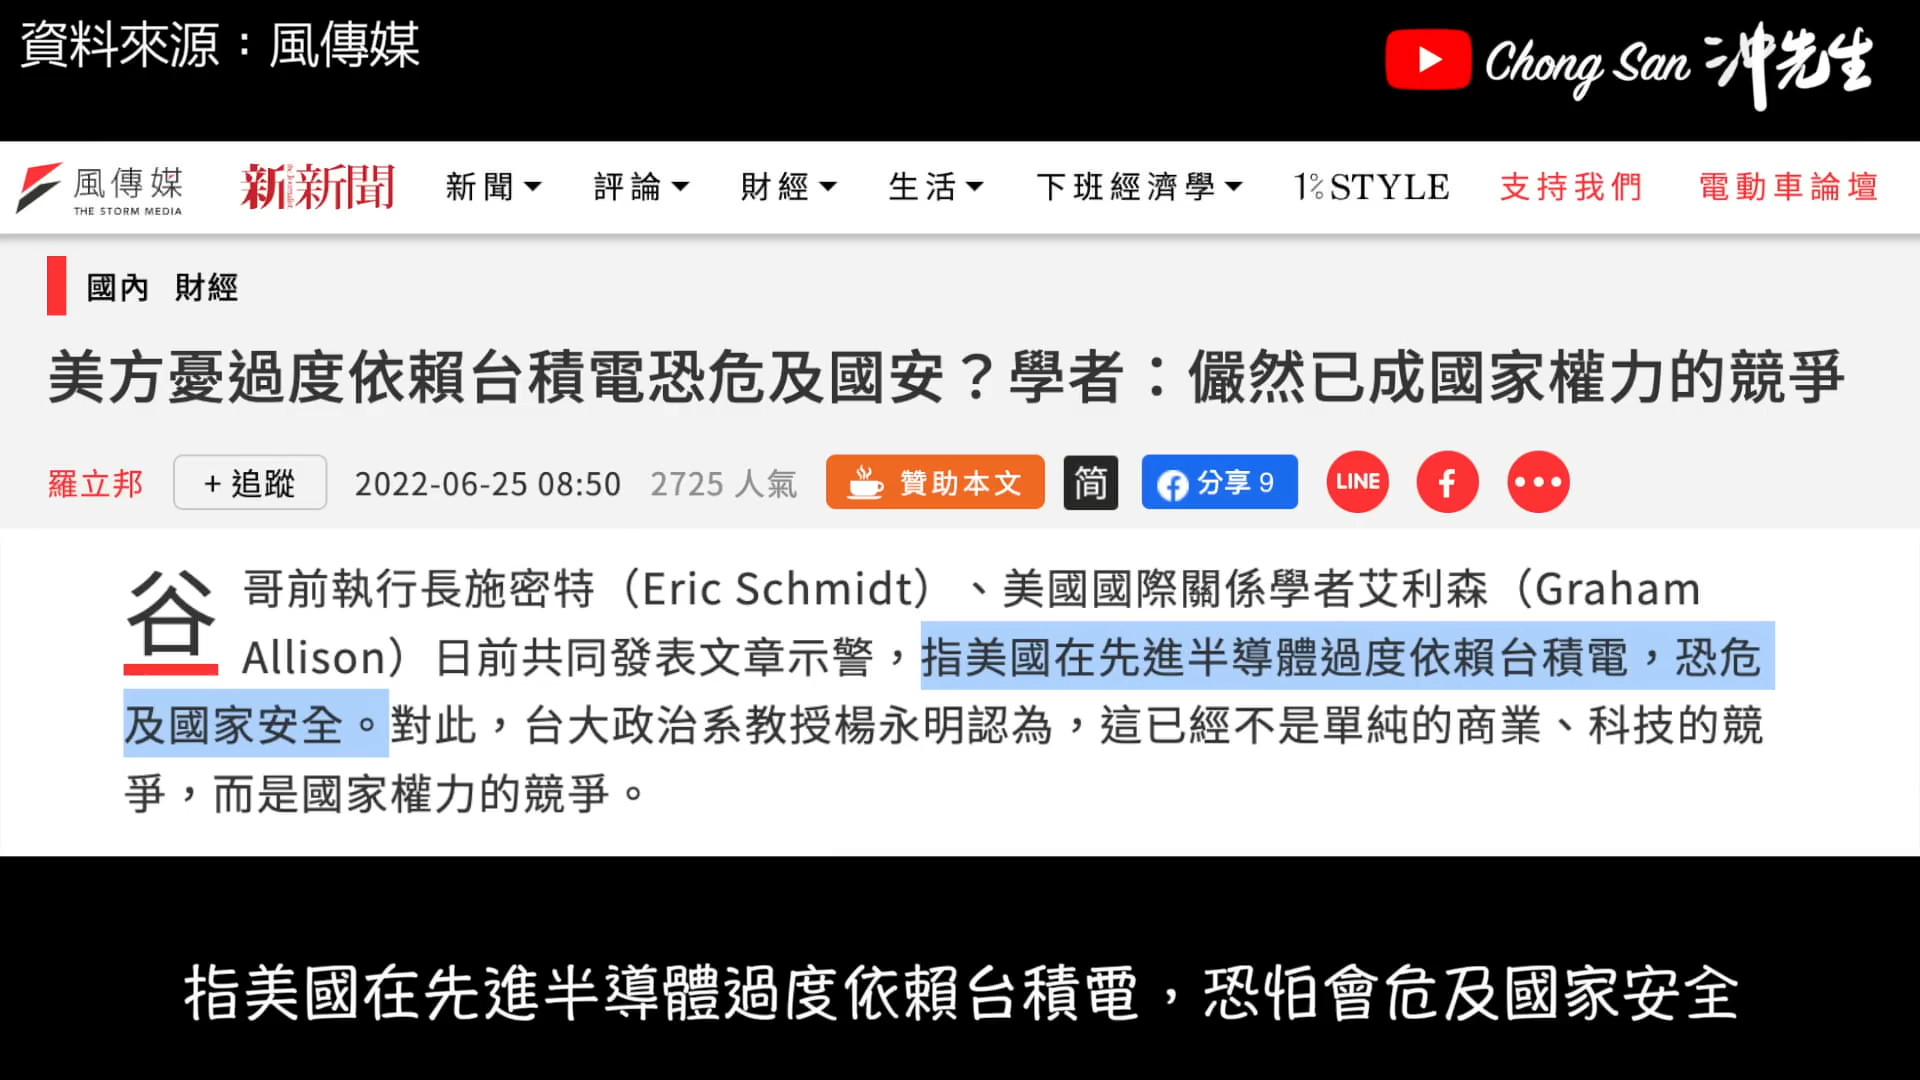 資料來源：風傳媒
Chong San 沖先生
風傳媒
THE STORM MEDIA
新新聞
新聞
評論
財經
生活
下班經濟學
1% STYLE
支持我們
電動車論壇
國內 財經
美方憂過度依賴台積電恐危及國安？學者：儼然已成國家權力的競爭
羅立邦
+ 追蹤
2022-06-25 08:50
2725 人氣
贊助本文
简
分享 9
LINE
谷哥前執行長施密特（Eric Schmidt）、美國國際關係學者艾利森（Graham
Allison）日前共同發表文章示警，指美國在先進半導體過度依賴台積電，恐危
及國家安全。對此，台大政治系教授楊永明認為，這已經不是單純的商業、科技的競
爭，而是國家權力的競爭。
指美國在先進半導體過度依賴台積電，恐怕會危及國家安全